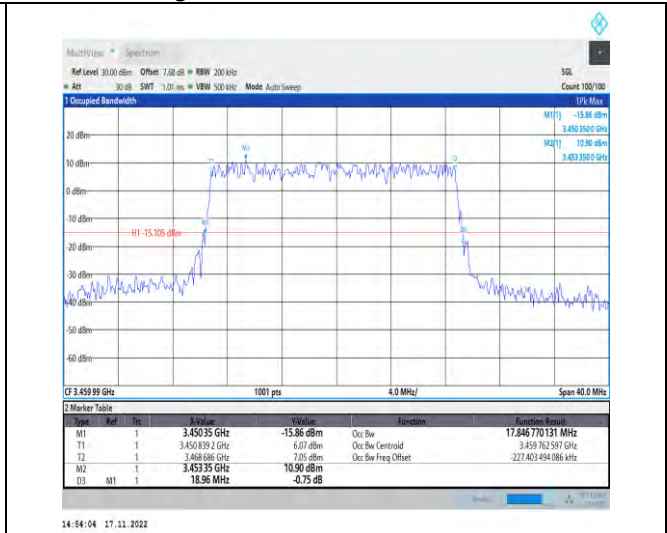 MultiView Spectrum
Ref Level 30.00 dBm Offset 7.68 dB RBW 200 kHz SGL
Att 30 dB SWT 1.01 ms VBW 500 kHz Mode Auto Sweep Count 100/100
1 Occupied Bandwidth 1Pk Max
M1[1] -15.86 dBm
3.450 3500 GHz
20 dBm
M2[1] 10.90 dBm
3.453 3500 GHz
M2
10 dBm
T1
0 dBm
-10 dBm
H1 -15.105 dBm
-20 dBm
-30 dBm
-40 dBm
-50 dBm
-60 dBm
CF 3.459 99 GHz 1001 pts 4.0 MHz/ Span 40.0 MHz
2 Marker Table
Type Ref Trc X-Value Y-Value Function Function Result
M1 1 3.450 35 GHz -15.86 dBm Occ Bw 17.846 770 131 MHz
T1 1 3.450 839 2 GHz 6.07 dBm Occ Bw Centroid 3.459 762 597 GHz
T2 1 3.468 686 GHz 7.05 dBm Occ Bw Freq Offset -227.403 494 086 kHz
M2 1 3.453 35 GHz 10.90 dBm
D3 M1 1 18.96 MHz -0.75 dB
14:54:04 17.11.2022